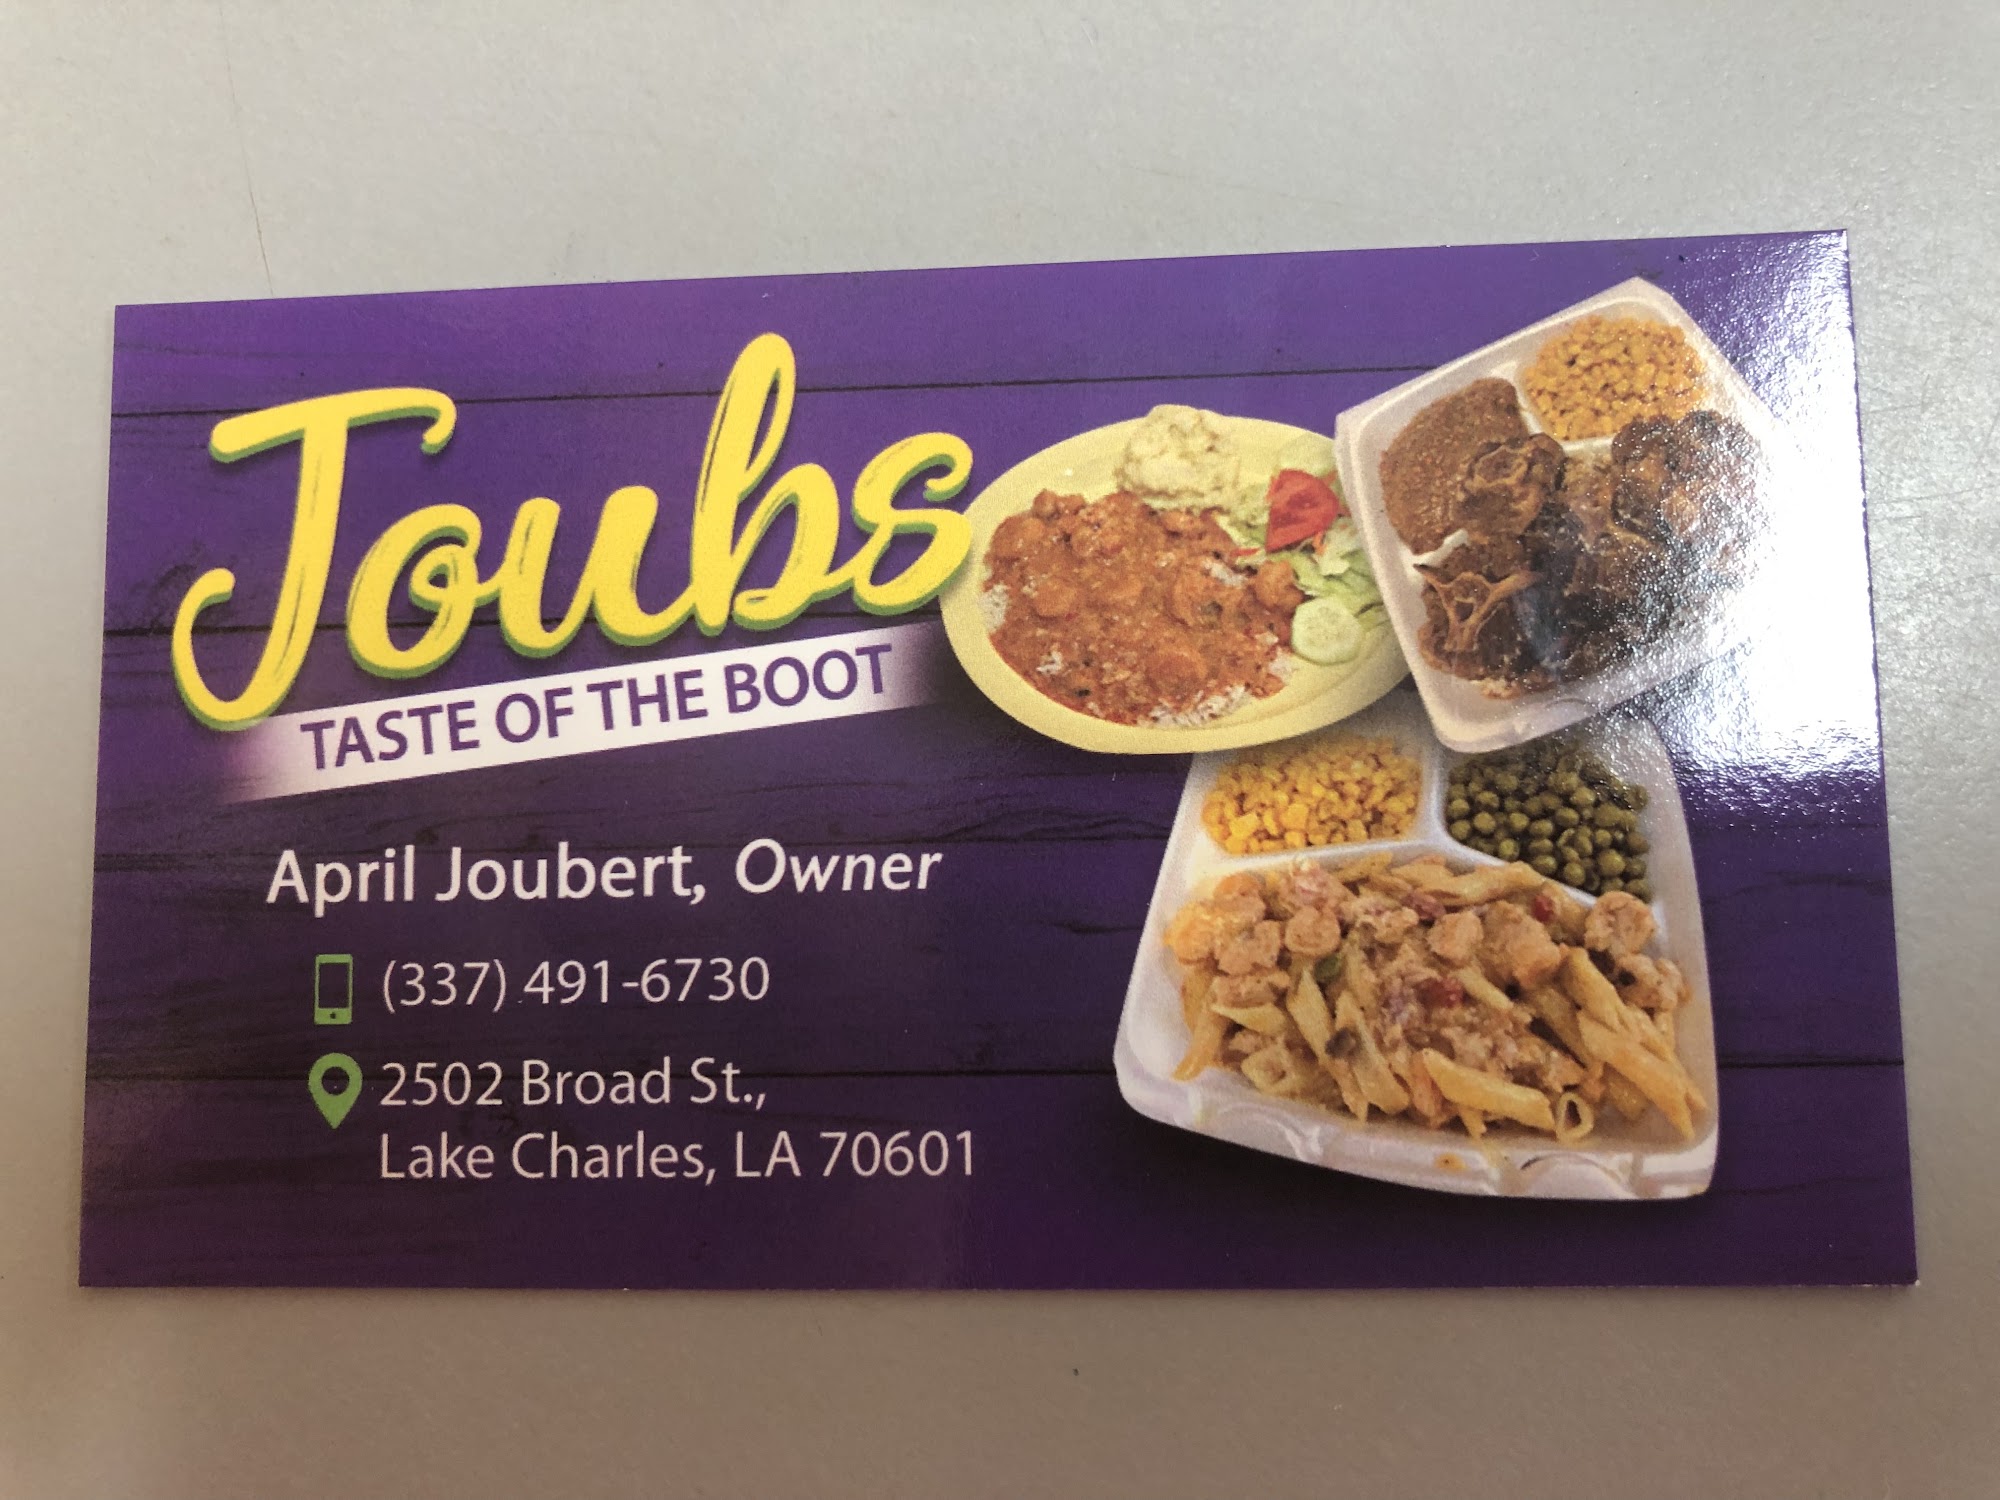 Joubs
TASTE OF THE BOOT
April Joubert, Owner
(337) 491-6730
2502 Broad St.,
Lake Charles, LA 70601